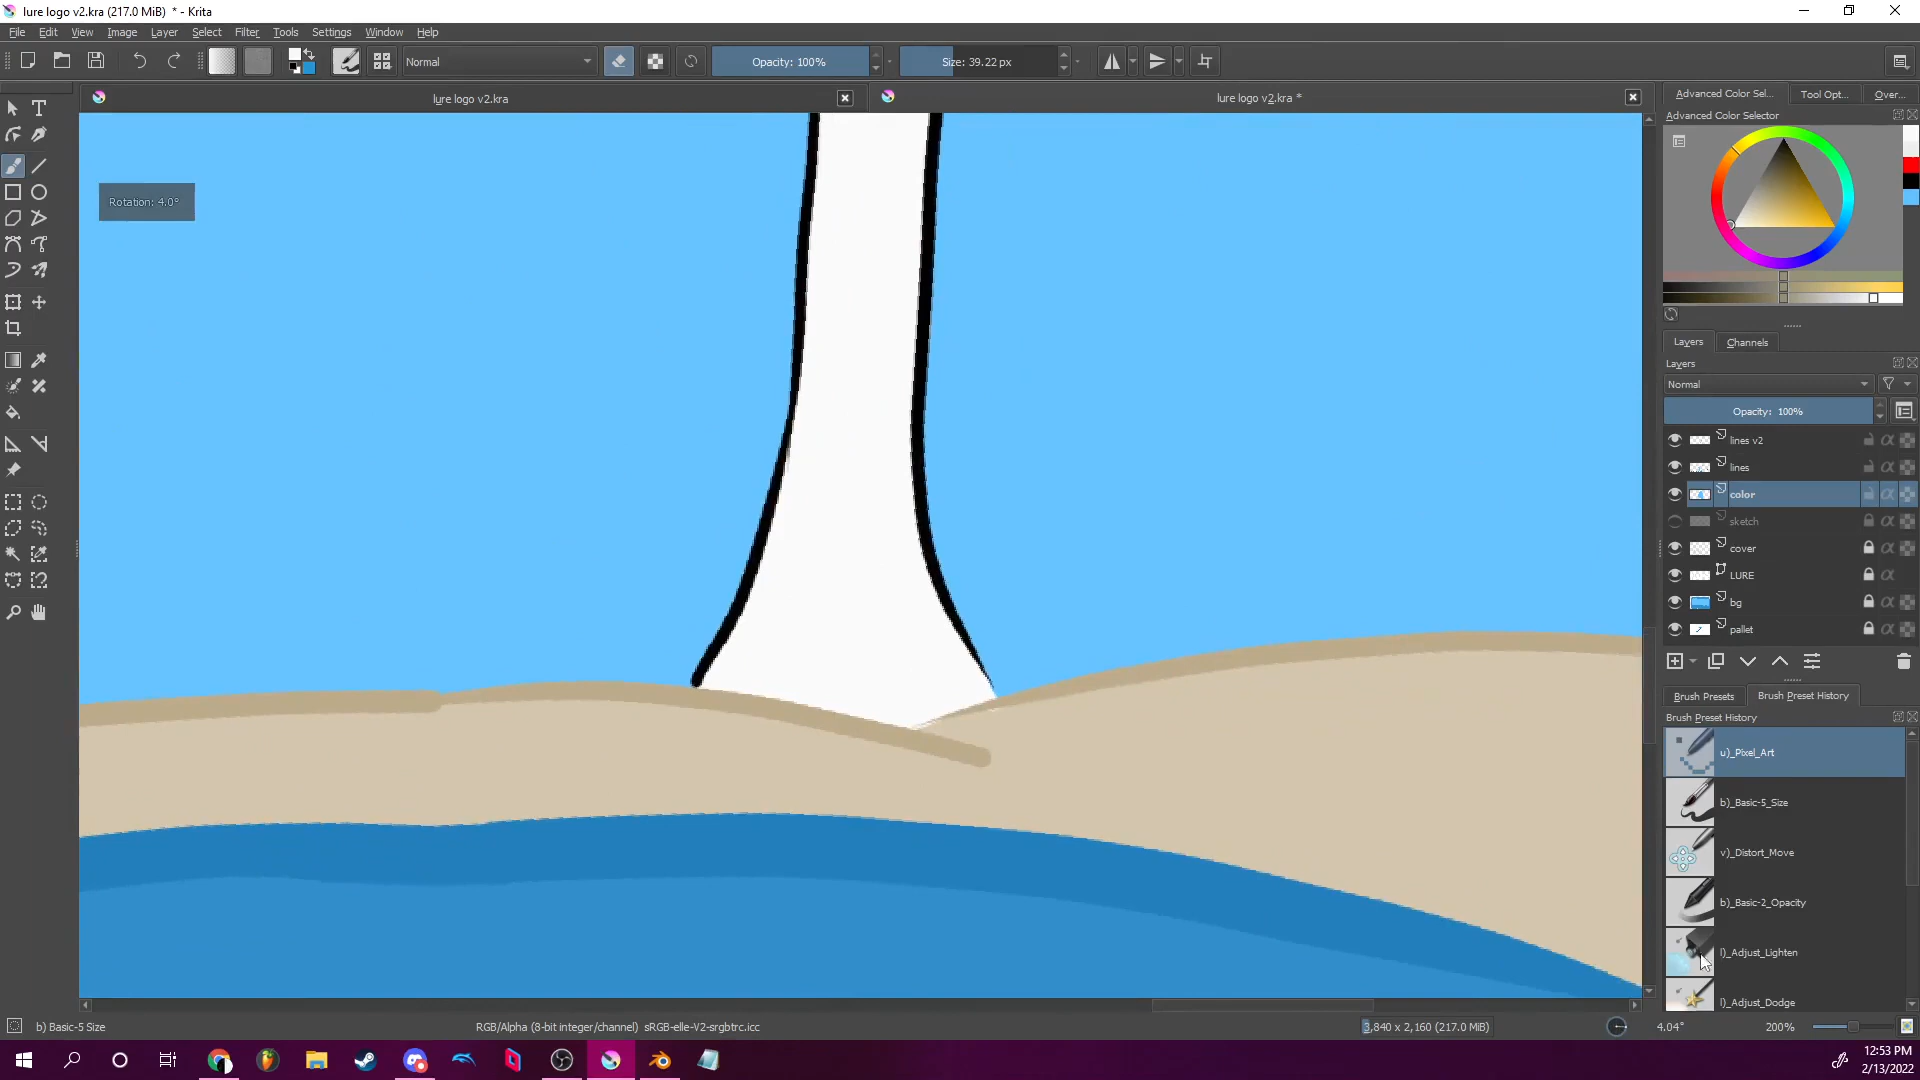 lure logo v2.kra (217.0 MiB)  * - Krita
File Edit View Image Layer Select Filter Tools Settings Window Help
Normal
Opacity: 100%
Size: 39.22 px
lure logo v2.kra
lure logo v2.kra *
Advanced Color Sel...
Tool Opt...
Over...
Advanced Color Selector
Rotation: 4.0°
Layers
Channels
Layers
Normal
Opacity: 100%
lines v2
lines
color
sketch
cover
LURE
bg
pallet
Brush Presets
Brush Preset History
Brush Preset History
u)_Pixel_Art
b)_Basic-5_Size
v)_Distort_Move
b)_Basic-2_Opacity
l)_Adjust_Lighten
l)_Adjust_Dodge
b) Basic-5 Size
RGB/Alpha (8-bit integer/channel)  sRGB-elle-V2-srgbtrc.icc
3,840 x 2,160 (217.0 MiB)
4.04°
200%
12:53 PM
2/13/2022